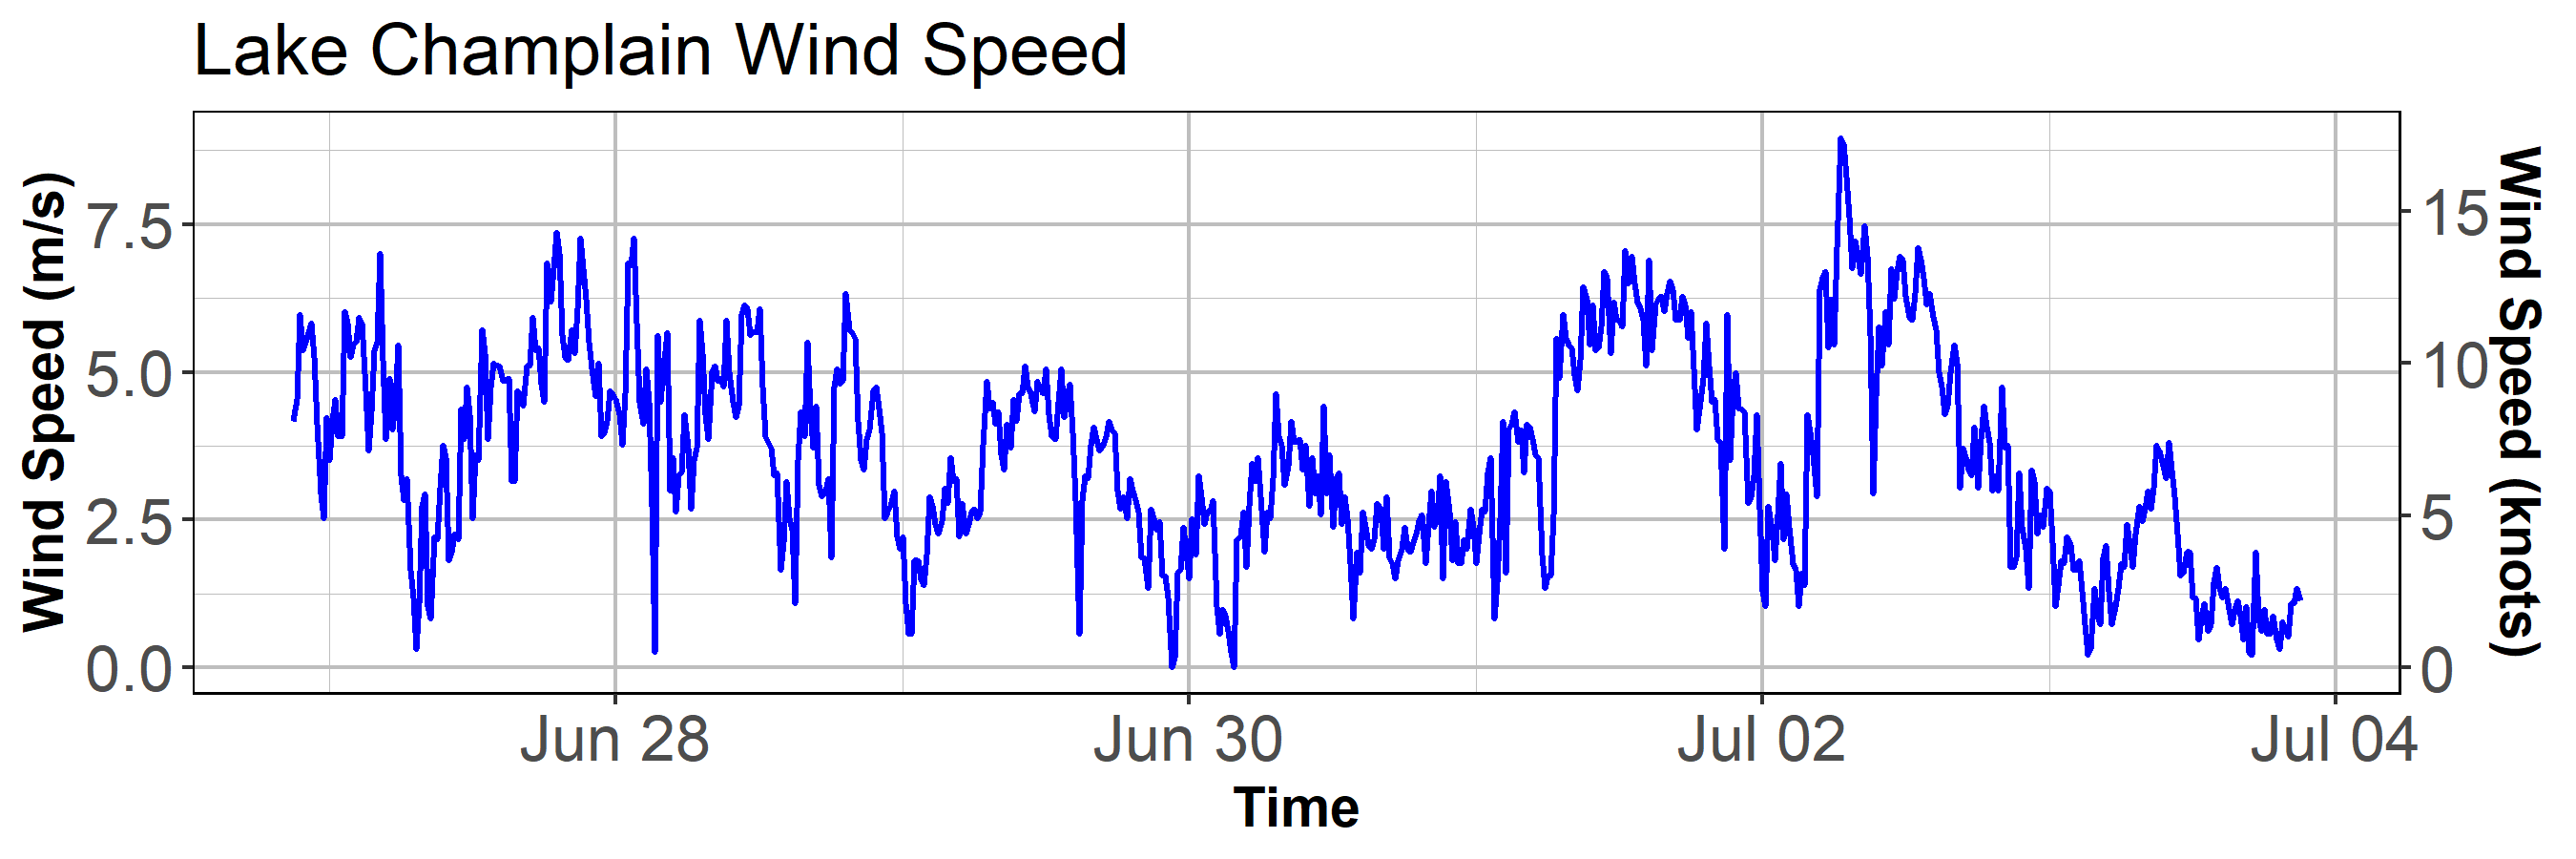 Lake Champlain Wind Speed
Wind Speed (m/s)
7.5
5.0
2.5
0.0
15
10
5
0
Wind Speed (knots)
Jun 28
Jun 30
Jul 02
Jul 04
Time